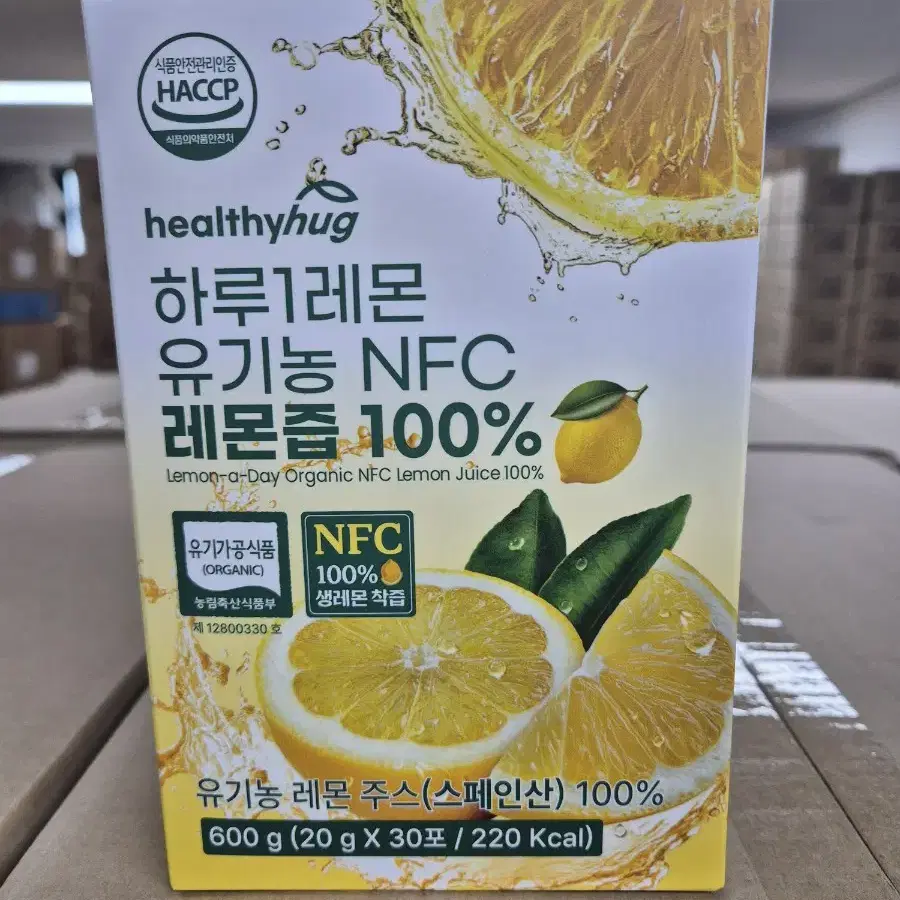 식품안전관리인증
HACCP
식품의약품안전처
healthyhug
하루1레몬
유기농 NFC
레몬즙 100%
Lemon-a-Day Organic NFC Lemon Juice 100%
유기가공식품
(ORGANIC)
농림축산식품부
제 12800330 호
NFC
100%
생레몬 착즙
유기농 레몬 주스(스페인산) 100%
600 g (20 g X 30포 / 220 Kcal)